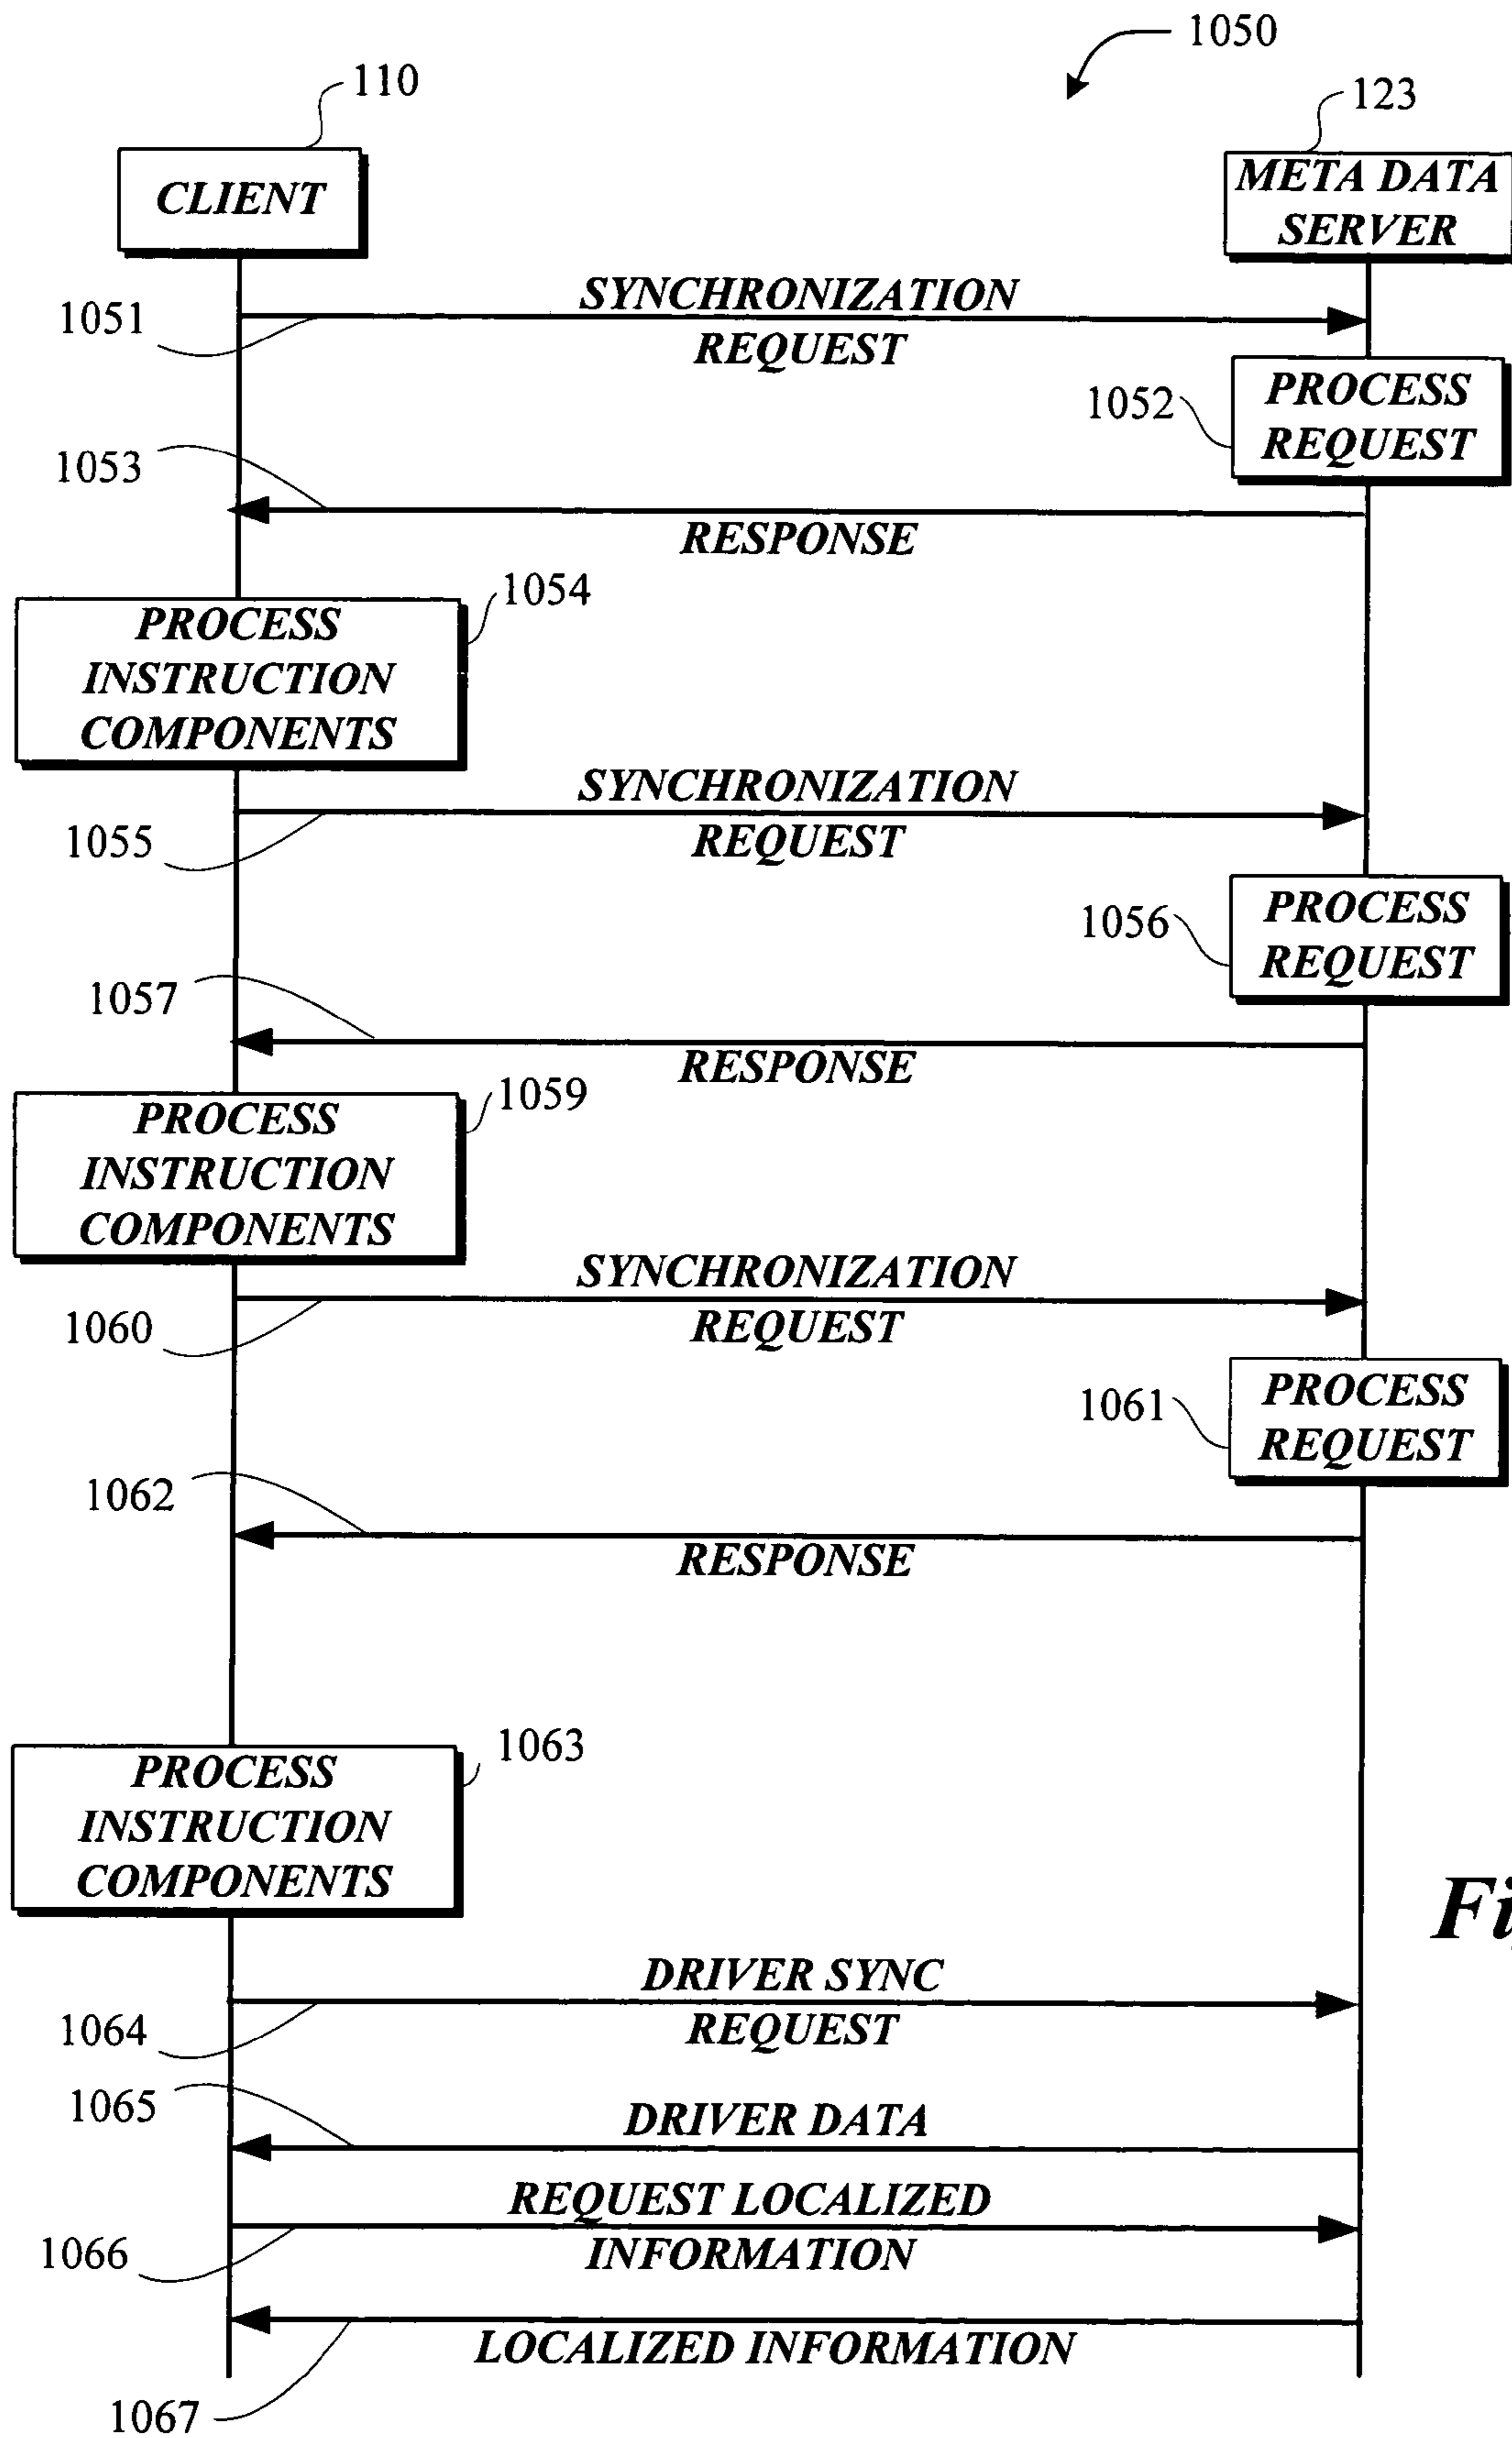 1050
110
123
CLIENT
META DATA
SERVER
SYNCHRONIZATION
1051
REQUEST
PROCESS
1052
REQUEST
1053
RESPONSE
1054
PROCESS
INSTRUCTION
COMPONENTS
SYNCHRONIZATION
1055
REQUEST
PROCESS
1056
REQUEST
1057
RESPONSE
1059
PROCESS
INSTRUCTION
COMPONENTS
SYNCHRONIZATION
1060
REQUEST
PROCESS
1061
REQUEST
1062
RESPONSE
1063
PROCESS
INSTRUCTION
COMPONENTS
DRIVER SYNC
1064
REQUEST
1065
DRIVER DATA
REQUEST LOCALIZED
1066
INFORMATION
LOCALIZED INFORMATION
1067